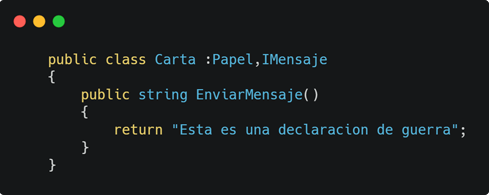 public class Carta :Papel,IMensaje
{
    public string EnviarMensaje()
    {
        return "Esta es una declaracion de guerra";
    }
}